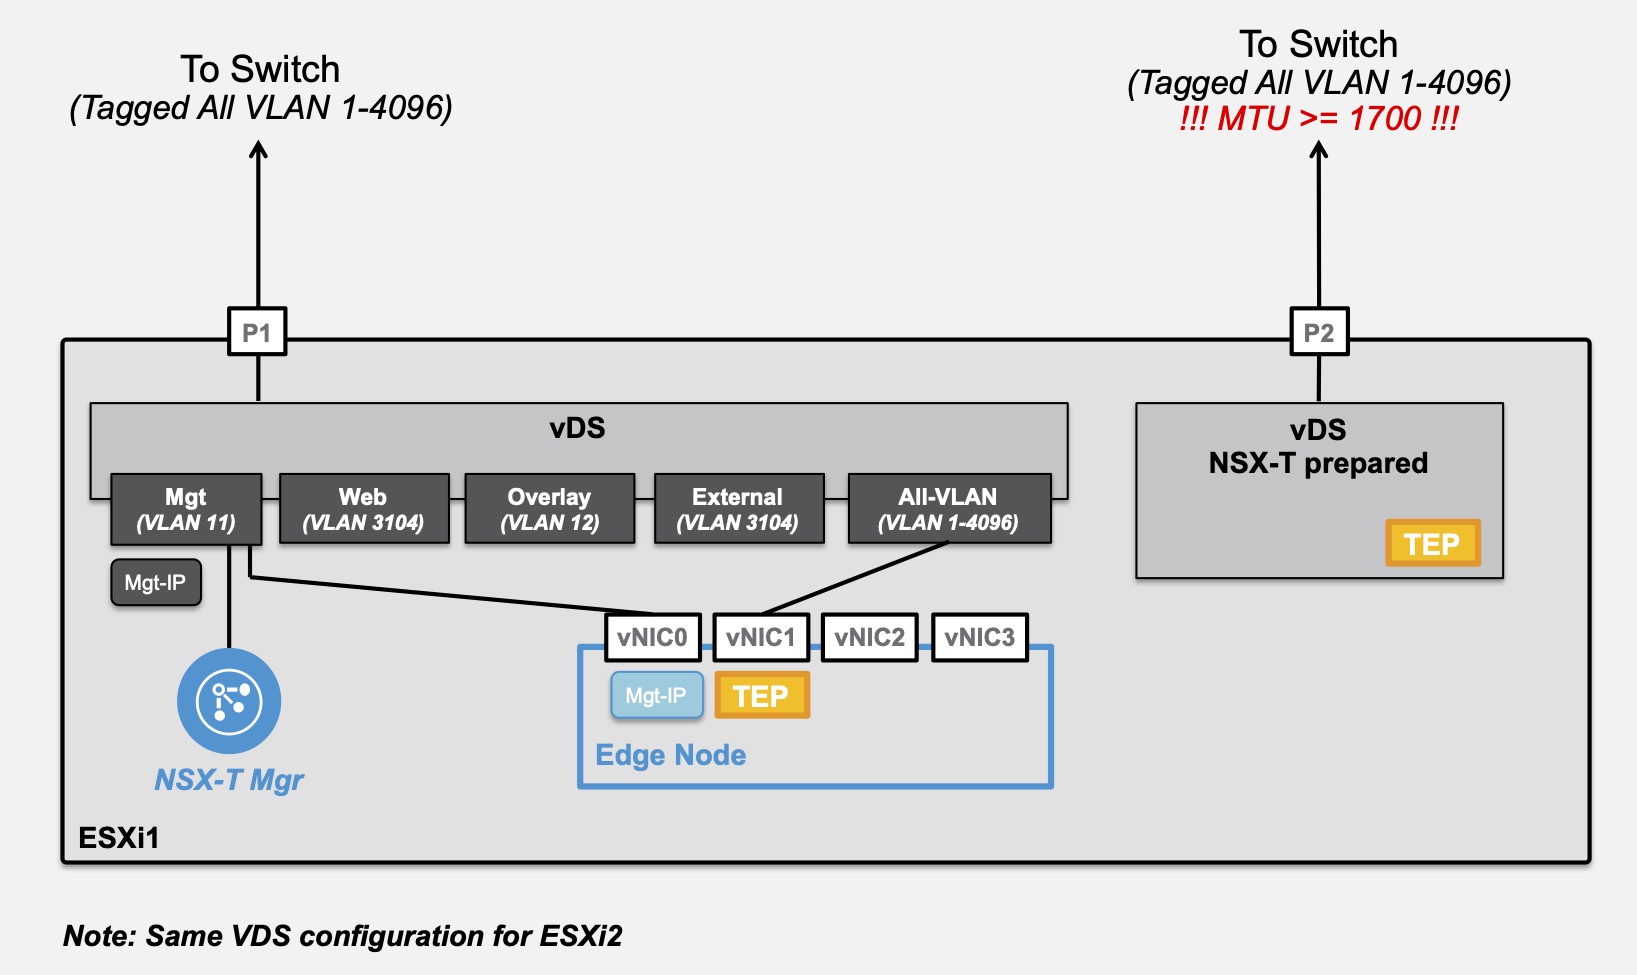 To Switch
(Tagged All VLAN 1-4096)
To Switch
(Tagged All VLAN 1-4096)
!!! MTU >= 1700 !!!
P1
P2
vDS
vDS
NSX-T prepared
Mgt
(VLAN 11)
Web
(VLAN 3104)
Overlay
(VLAN 12)
External
(VLAN 3104)
All-VLAN
(VLAN 1-4096)
TEP
Mgt-IP
vNIC0
vNIC1
vNIC2
vNIC3
Mgt-IP
TEP
Edge Node
NSX-T Mgr
ESXi1
Note: Same VDS configuration for ESXi2